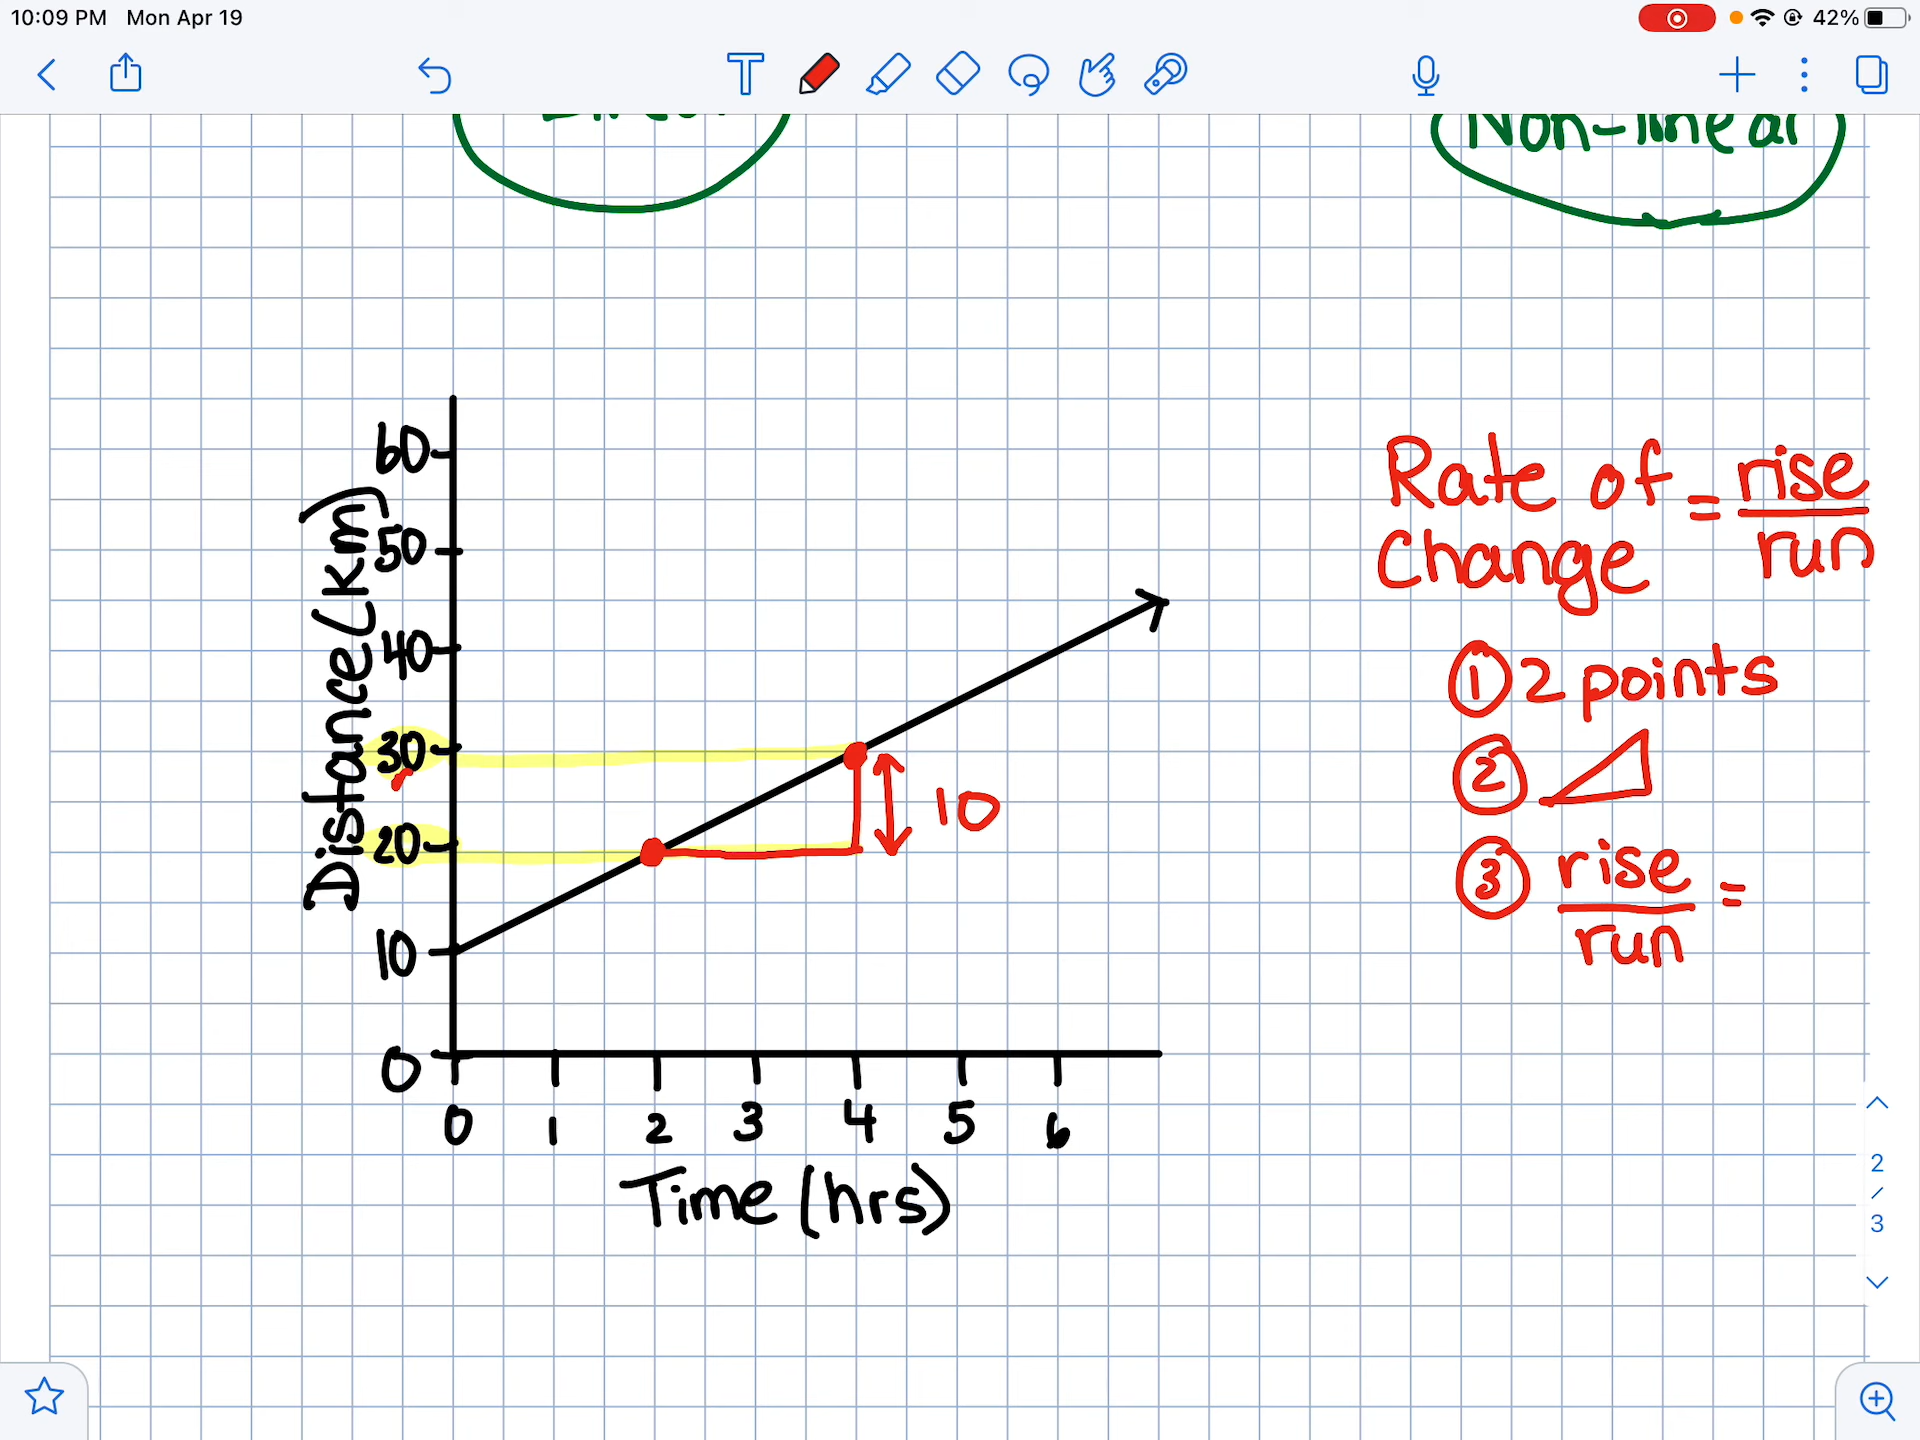 10:09 PM Mon Apr 19
42%
T
Non-linear
60
50
40
30
20
10
0
Distance (km)
10
0 1 2 3 4 5 6
Time (hrs)
Rate of Change = rise/run
① 2 points
②
③ rise/run =
2
/
3